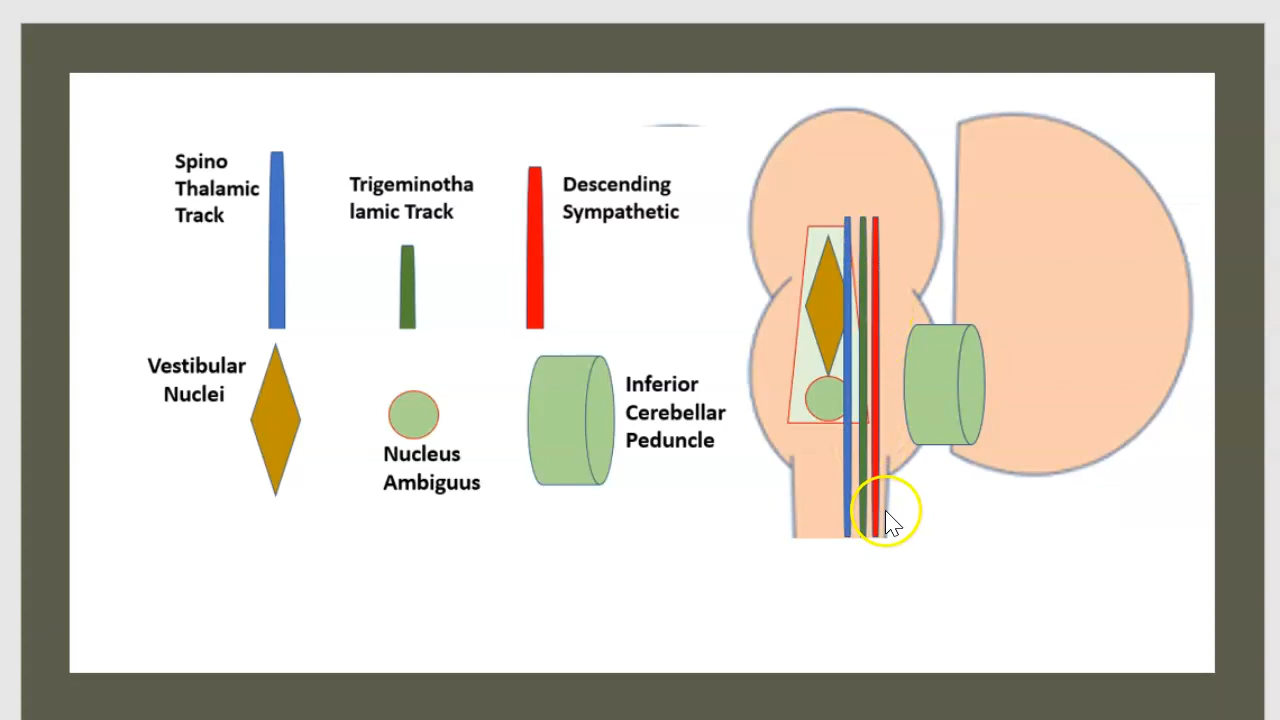 Spino
Thalamic
Track
Trigeminotha
lamic Track
Descending
Sympathetic
Vestibular
Nuclei
Nucleus
Ambiguus
Inferior
Cerebellar
Peduncle